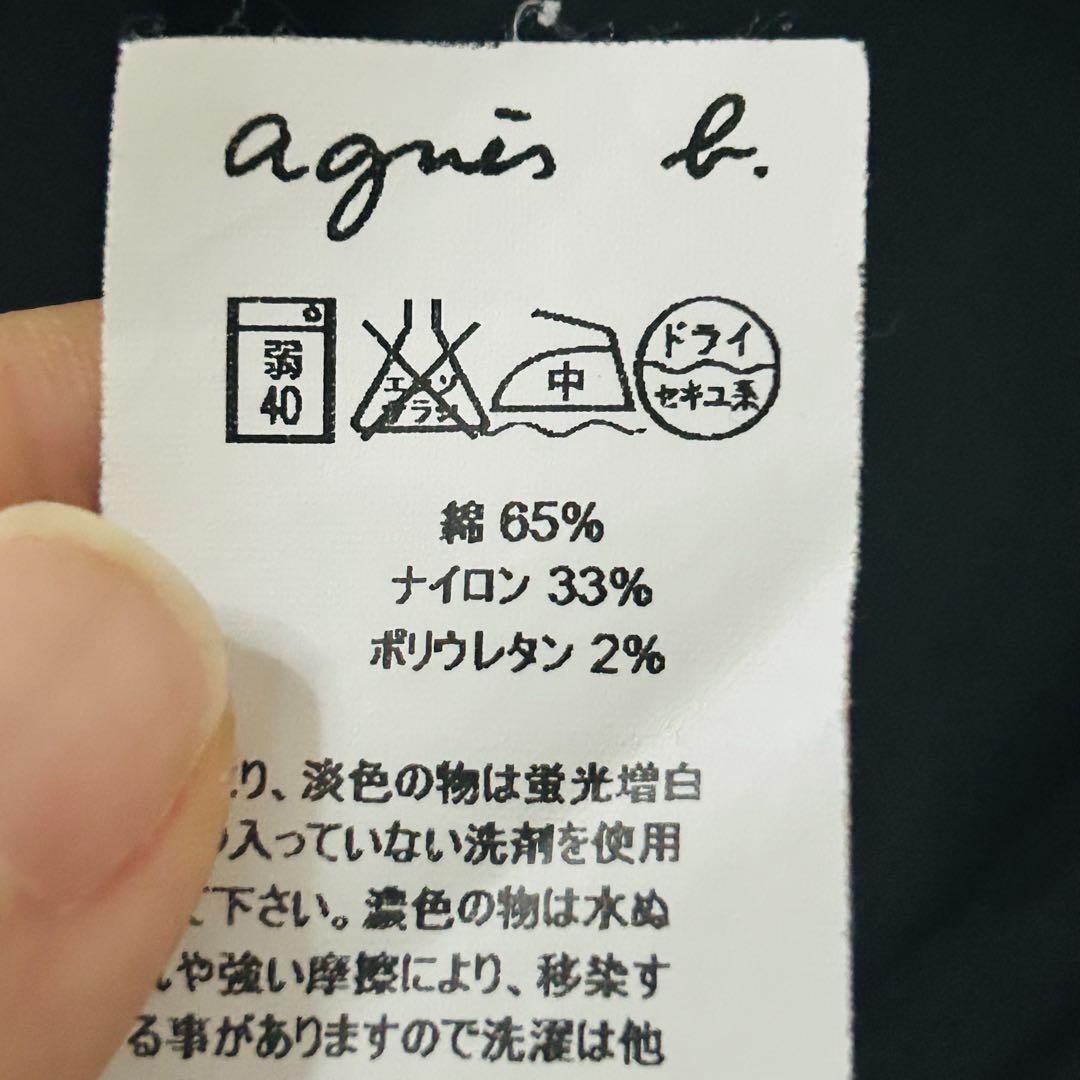 agnès b.
弱 ドライ
40 エンソ サラシ 中 セキユ系
綿 65%
ナイロン 33%
ポリウレタン 2%
り、淡色の物は蛍光増白
入っていない洗剤を使用
て下さい。濃色の物は水ぬ
れや強い摩擦により、移染す
る事がありますので洗濯は他